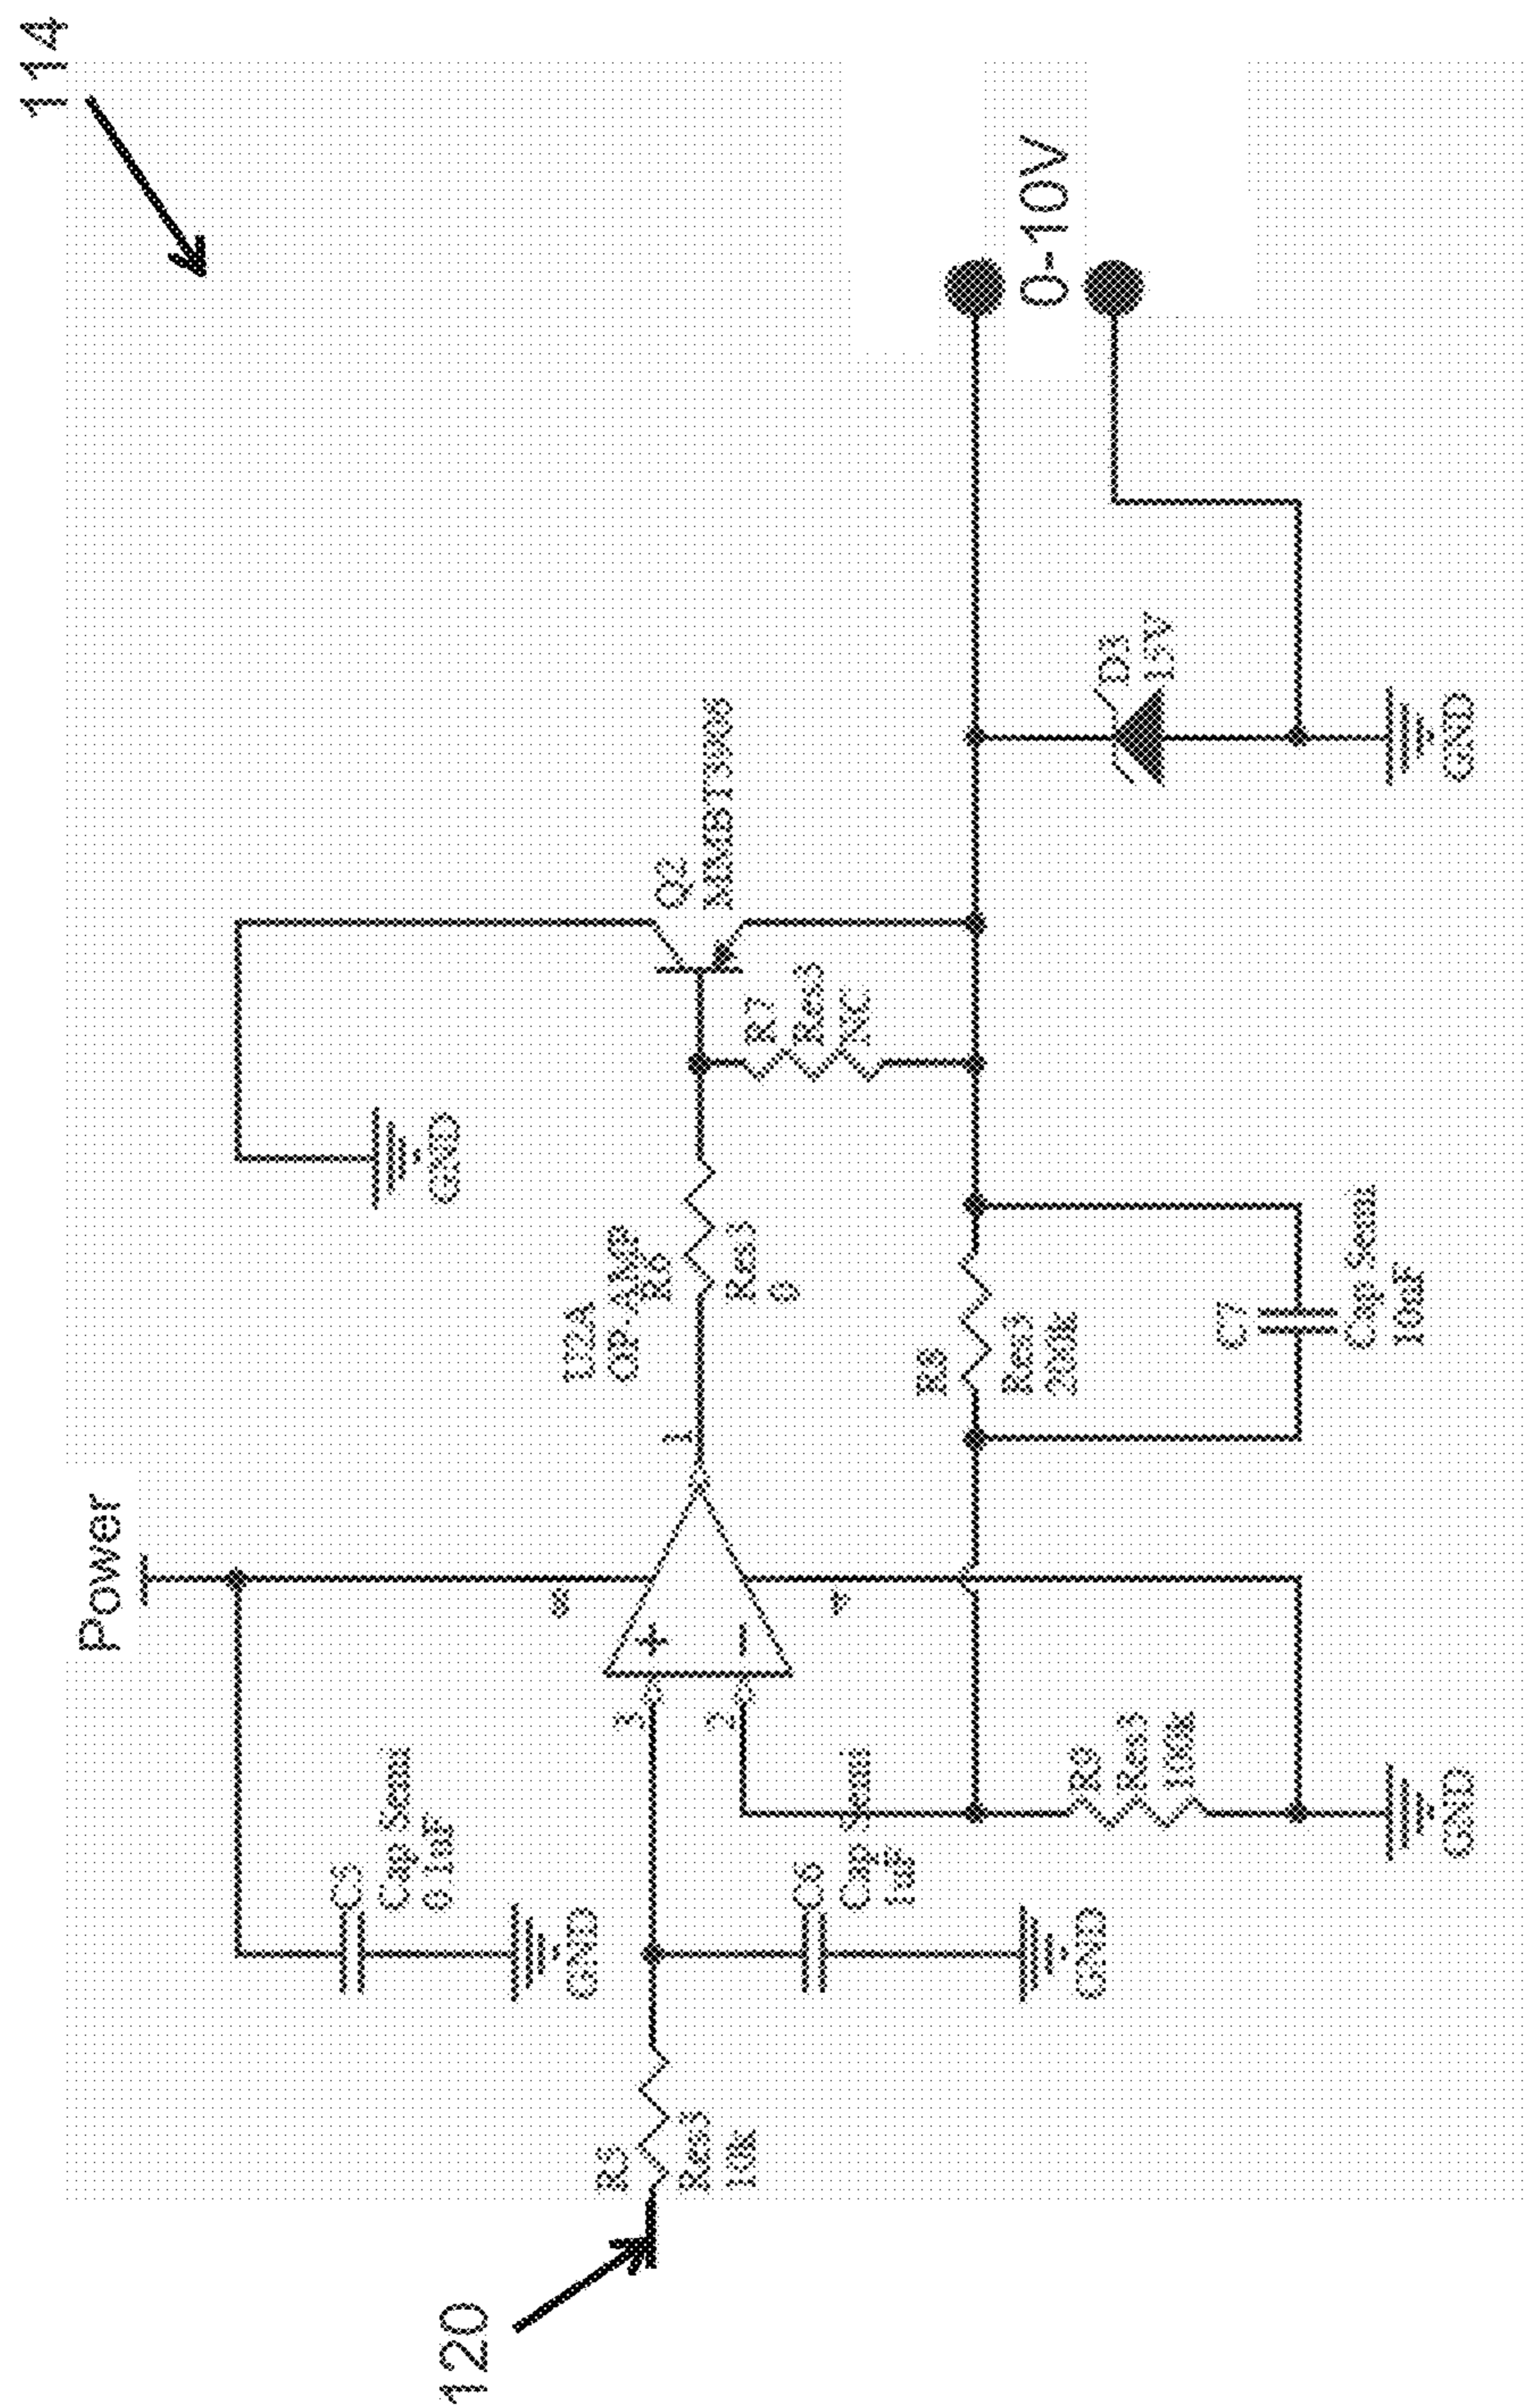 114
Power
C5
Cap Semi
0.1uF
GND
GND
U2A
OP-AMP
R6
Res3
0
Q2
MMBT3906
R7
Res3
NC
8
3
+
1
2
-
4
120
R5
Res3
10k
C6
Cap Semi
1uF
GND
R8
Res3
200k
0-10V
D3
15V
R9
Res3
100k
C7
Cap Semi
10nF
GND
GND